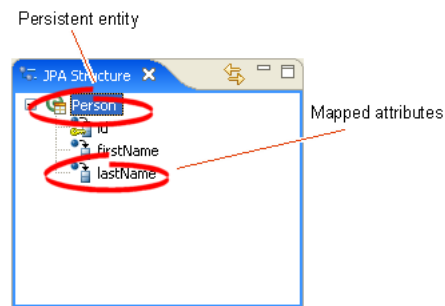 Persistent entity
JPA Structure
Person
Mapped attributes
id
firstName
lastName